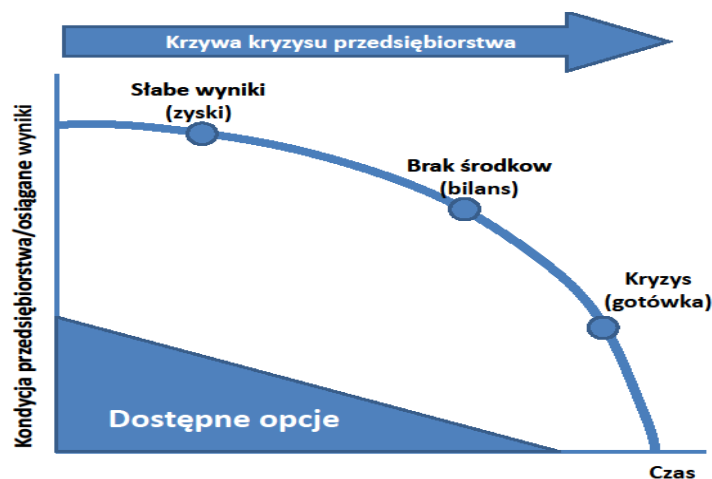 Krzywa kryzysu przedsiębiorstwa
Słabe wyniki
(zyski)
Brak środkow
(bilans)
Kryzys
(gotówka)
Kondycja przedsiębiorstwa/osiągane wyniki
Dostępne opcje
Czas